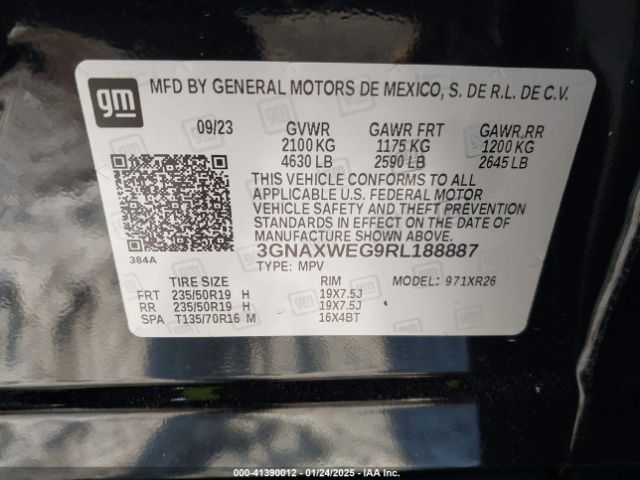 gm
MFD BY GENERAL MOTORS DE MEXICO, S. DE R.L. DE C.V.
09/23 GVWR GAWR FRT GAWR RR
2100 KG 1175 KG 1200 KG
4630 LB 2590 LB 2645 LB
THIS VEHICLE CONFORMS TO ALL
APPLICABLE U.S. FEDERAL MOTOR
VEHICLE SAFETY AND THEFT PREVENTION
STANDARDS IN EFFECT ON THE DATE OF
MANUFACTURE SHOWN ABOVE.
3GNAXWEG9RL188887
384A
TYPE: MPV
TIRE SIZE RIM MODEL: 971XR26
FRT 235/50R19 H 19X7.5J
RR 235/50R19 H 19X7.5J
SPA T135/70R16 M 16X4BT
000-41390012 - 01/24/2025 - IAA Inc.